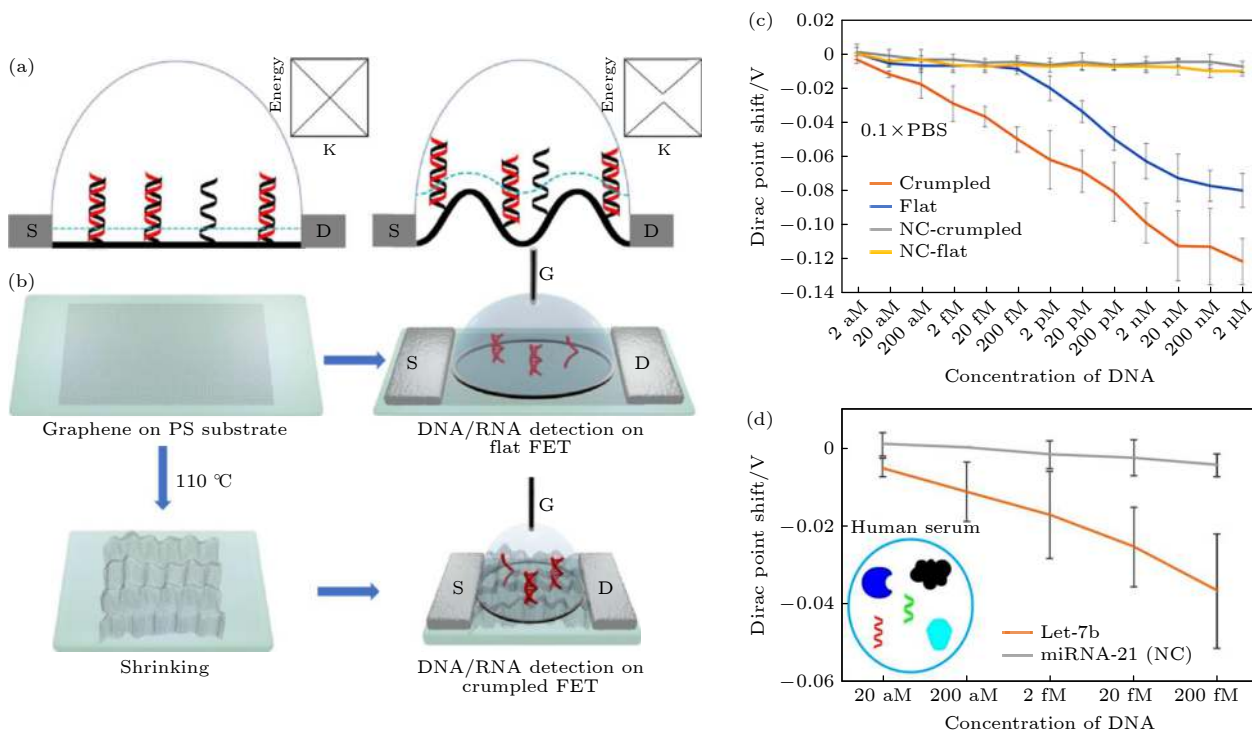 (a)
Energy
K
S
D
Energy
K
S
D
(b)
Graphene on PS substrate
110 ℃
Shrinking
G
S
D
DNA/RNA detection on
flat FET
G
S
D
DNA/RNA detection on
crumpled FET
(c)
Dirac point shift/V
0.02
0
−0.02
−0.04
−0.06
−0.08
−0.10
−0.12
−0.14
0.1×PBS
Crumpled
Flat
NC-crumpled
NC-flat
2 aM
20 aM
200 aM
2 fM
20 fM
200 fM
2 pM
20 pM
200 pM
2 nM
20 nM
200 nM
2 μM
Concentration of DNA
(d)
Dirac point shift/V
0
−0.02
−0.04
−0.06
Human serum
Let-7b
miRNA-21 (NC)
20 aM
200 aM
2 fM
20 fM
200 fM
Concentration of DNA